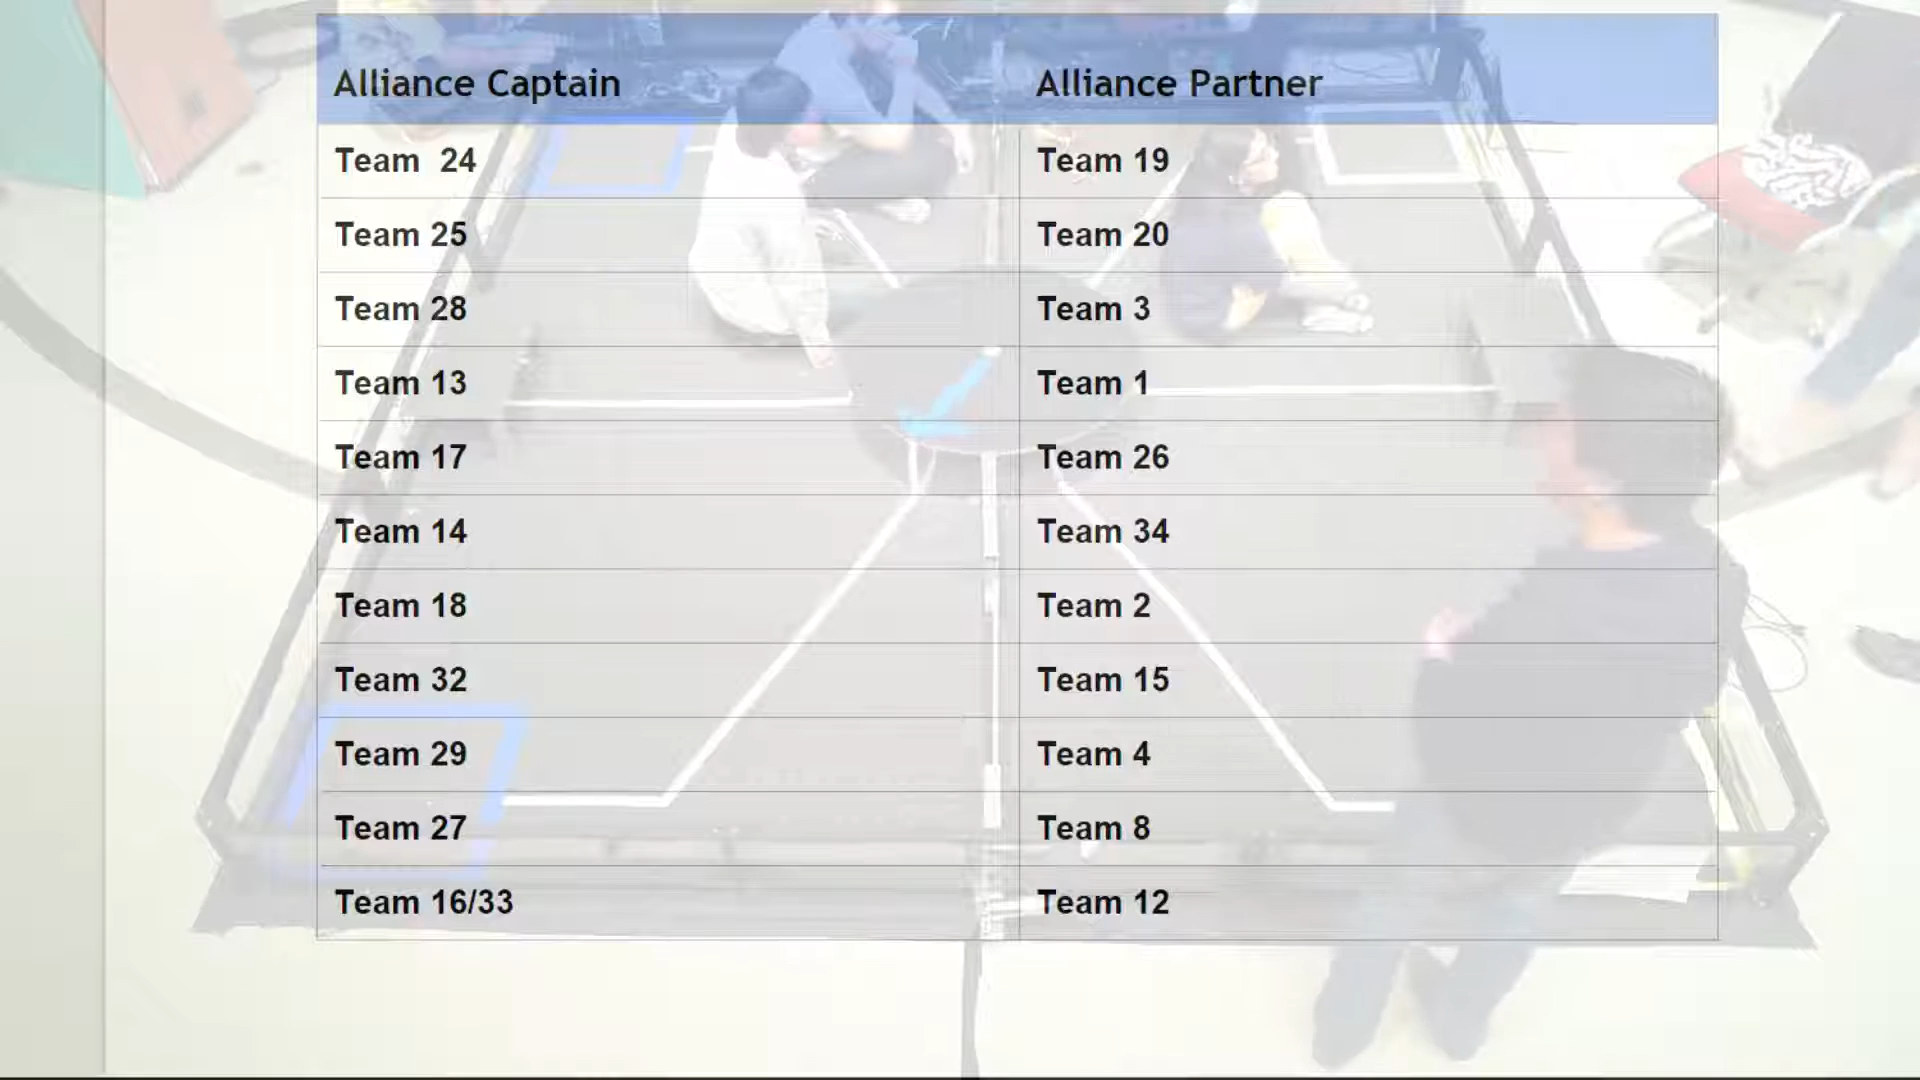 Alliance Captain Alliance Partner
Team 24 Team 19
Team 25 Team 20
Team 28 Team 3
Team 13 Team 1
Team 17 Team 26
Team 14 Team 34
Team 18 Team 2
Team 32 Team 15
Team 29 Team 4
Team 27 Team 8
Team 16/33 Team 12